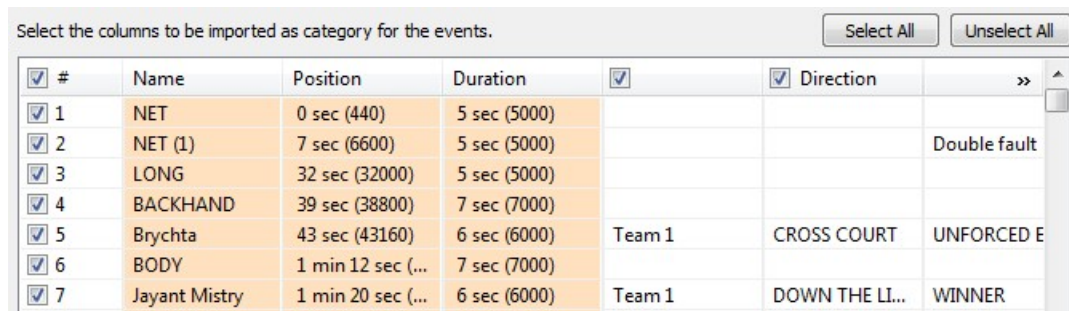 Select the columns to be imported as category for the events. Select All Unselect All
# Name Position Duration Direction »
1 NET 0 sec (440) 5 sec (5000)
2 NET (1) 7 sec (6600) 5 sec (5000) Double fault
3 LONG 32 sec (32000) 5 sec (5000)
4 BACKHAND 39 sec (38800) 7 sec (7000)
5 Brychta 43 sec (43160) 6 sec (6000) Team 1 CROSS COURT UNFORCED E
6 BODY 1 min 12 sec (... 7 sec (7000)
7 Jayant Mistry 1 min 20 sec (... 6 sec (6000) Team 1 DOWN THE LI... WINNER